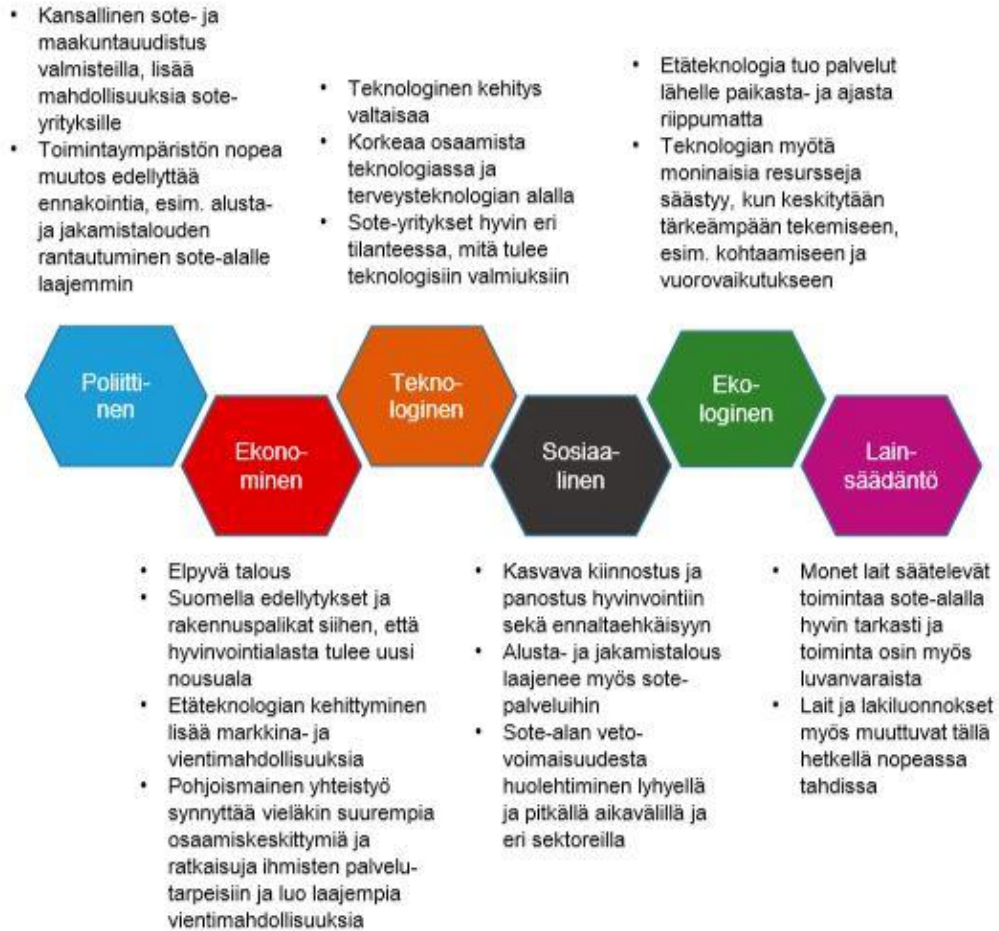 • Kansallinen sote- ja
maakuntauudistus
valmisteilla, lisää
mahdollisuuksia sote-
yrityksille
• Toimintaympäristön nopea
muutos edellyttää
ennakointia, esim. alusta-
ja jakamistalouden
rantautuminen sote-alalle
laajemmin
• Teknologinen kehitys
valtaisaa
• Korkeaa osaamista
teknologiassa ja
terveysteknologian alalla
• Sote-yritykset hyvin eri
tilanteessa, mitä tulee
teknologisiin valmiuksiin
• Etäteknologia tuo palvelut
lähelle paikasta- ja ajasta
riippumatta
• Teknologian myötä
moninaisia resursseja
säästyy, kun keskitytään
tärkeämpään tekemiseen,
esim. kohtaamiseen ja
vuorovaikutukseen
Poliitti-
nen
Ekono-
minen
Tekno-
loginen
Sosiaa-
linen
Eko-
loginen
Lain-
säädäntö
• Elpyvä talous
• Suomella edellytykset ja
rakennuspalikat siihen, että
hyvinvointialasta tulee uusi
nousuala
• Etäteknologian kehittyminen
lisää markkina- ja
vientimahdollisuuksia
• Pohjoismainen yhteistyö
synnyttää vieläkin suurempia
osaamiskeskittymiä ja
ratkaisuja ihmisten palvelu-
tarpeisiin ja luo laajempia
vientimahdollisuuksia
• Kasvava kiinnostus ja
panostus hyvinvointiin
sekä ennaltaehkäisyyn
• Alusta- ja jakamistalous
laajenee myös sote-
palveluihin
• Sote-alan veto-
voimaisuudesta
huolehtiminen lyhyellä
ja pitkällä aikavälillä ja
eri sektoreilla
• Monet lait säätelevät
toimintaa sote-alalla
hyvin tarkasti ja
toiminta osin myös
luvanvaraista
• Lait ja lakiluonnokset
myös muuttuvat tällä
hetkellä nopeassa
tahdissa